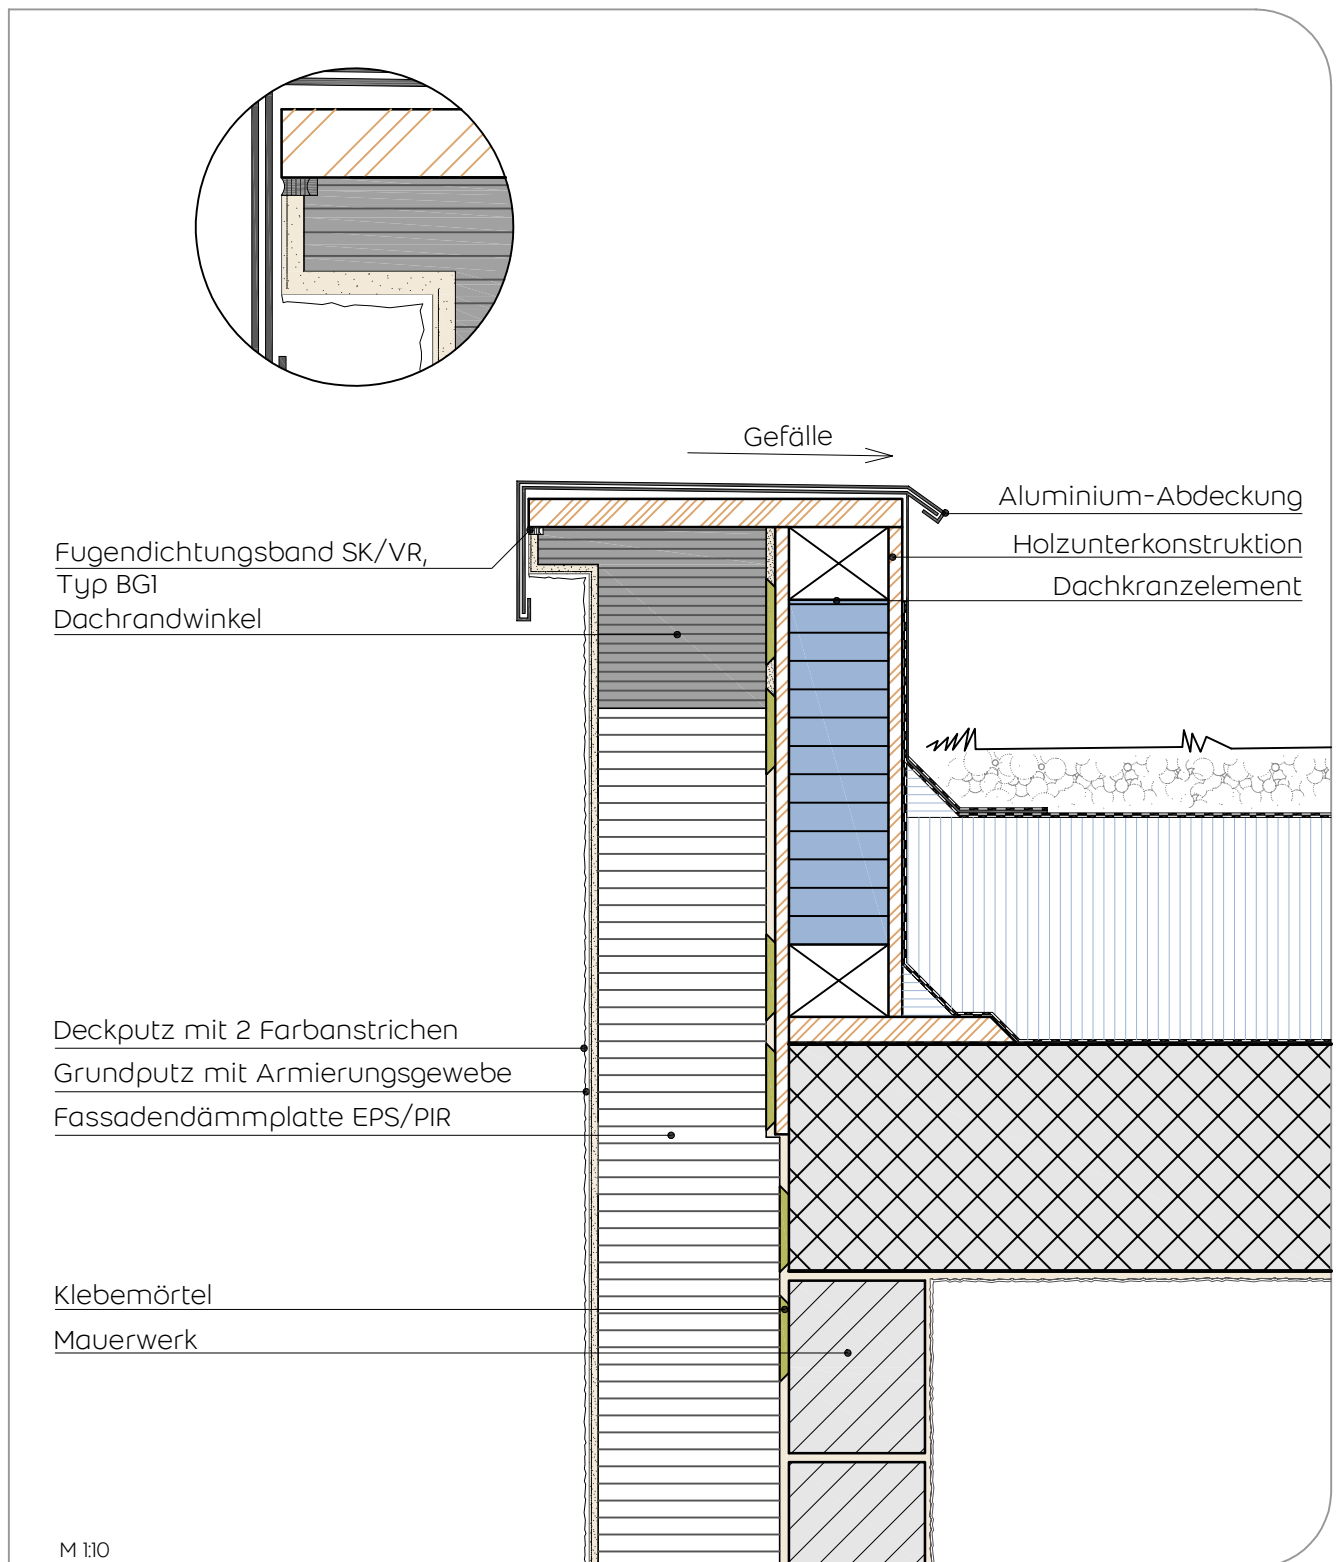 Gefälle
Aluminium-Abdeckung
Holzunterkonstruktion
Dachkranzelement
Fugendichtungsband SK/VR,
Typ BG1
Dachrandwinkel
Deckputz mit 2 Farbanstrichen
Grundputz mit Armierungsgewebe
Fassadendämmplatte EPS/PIR
Klebemörtel
Mauerwerk
M 1:10